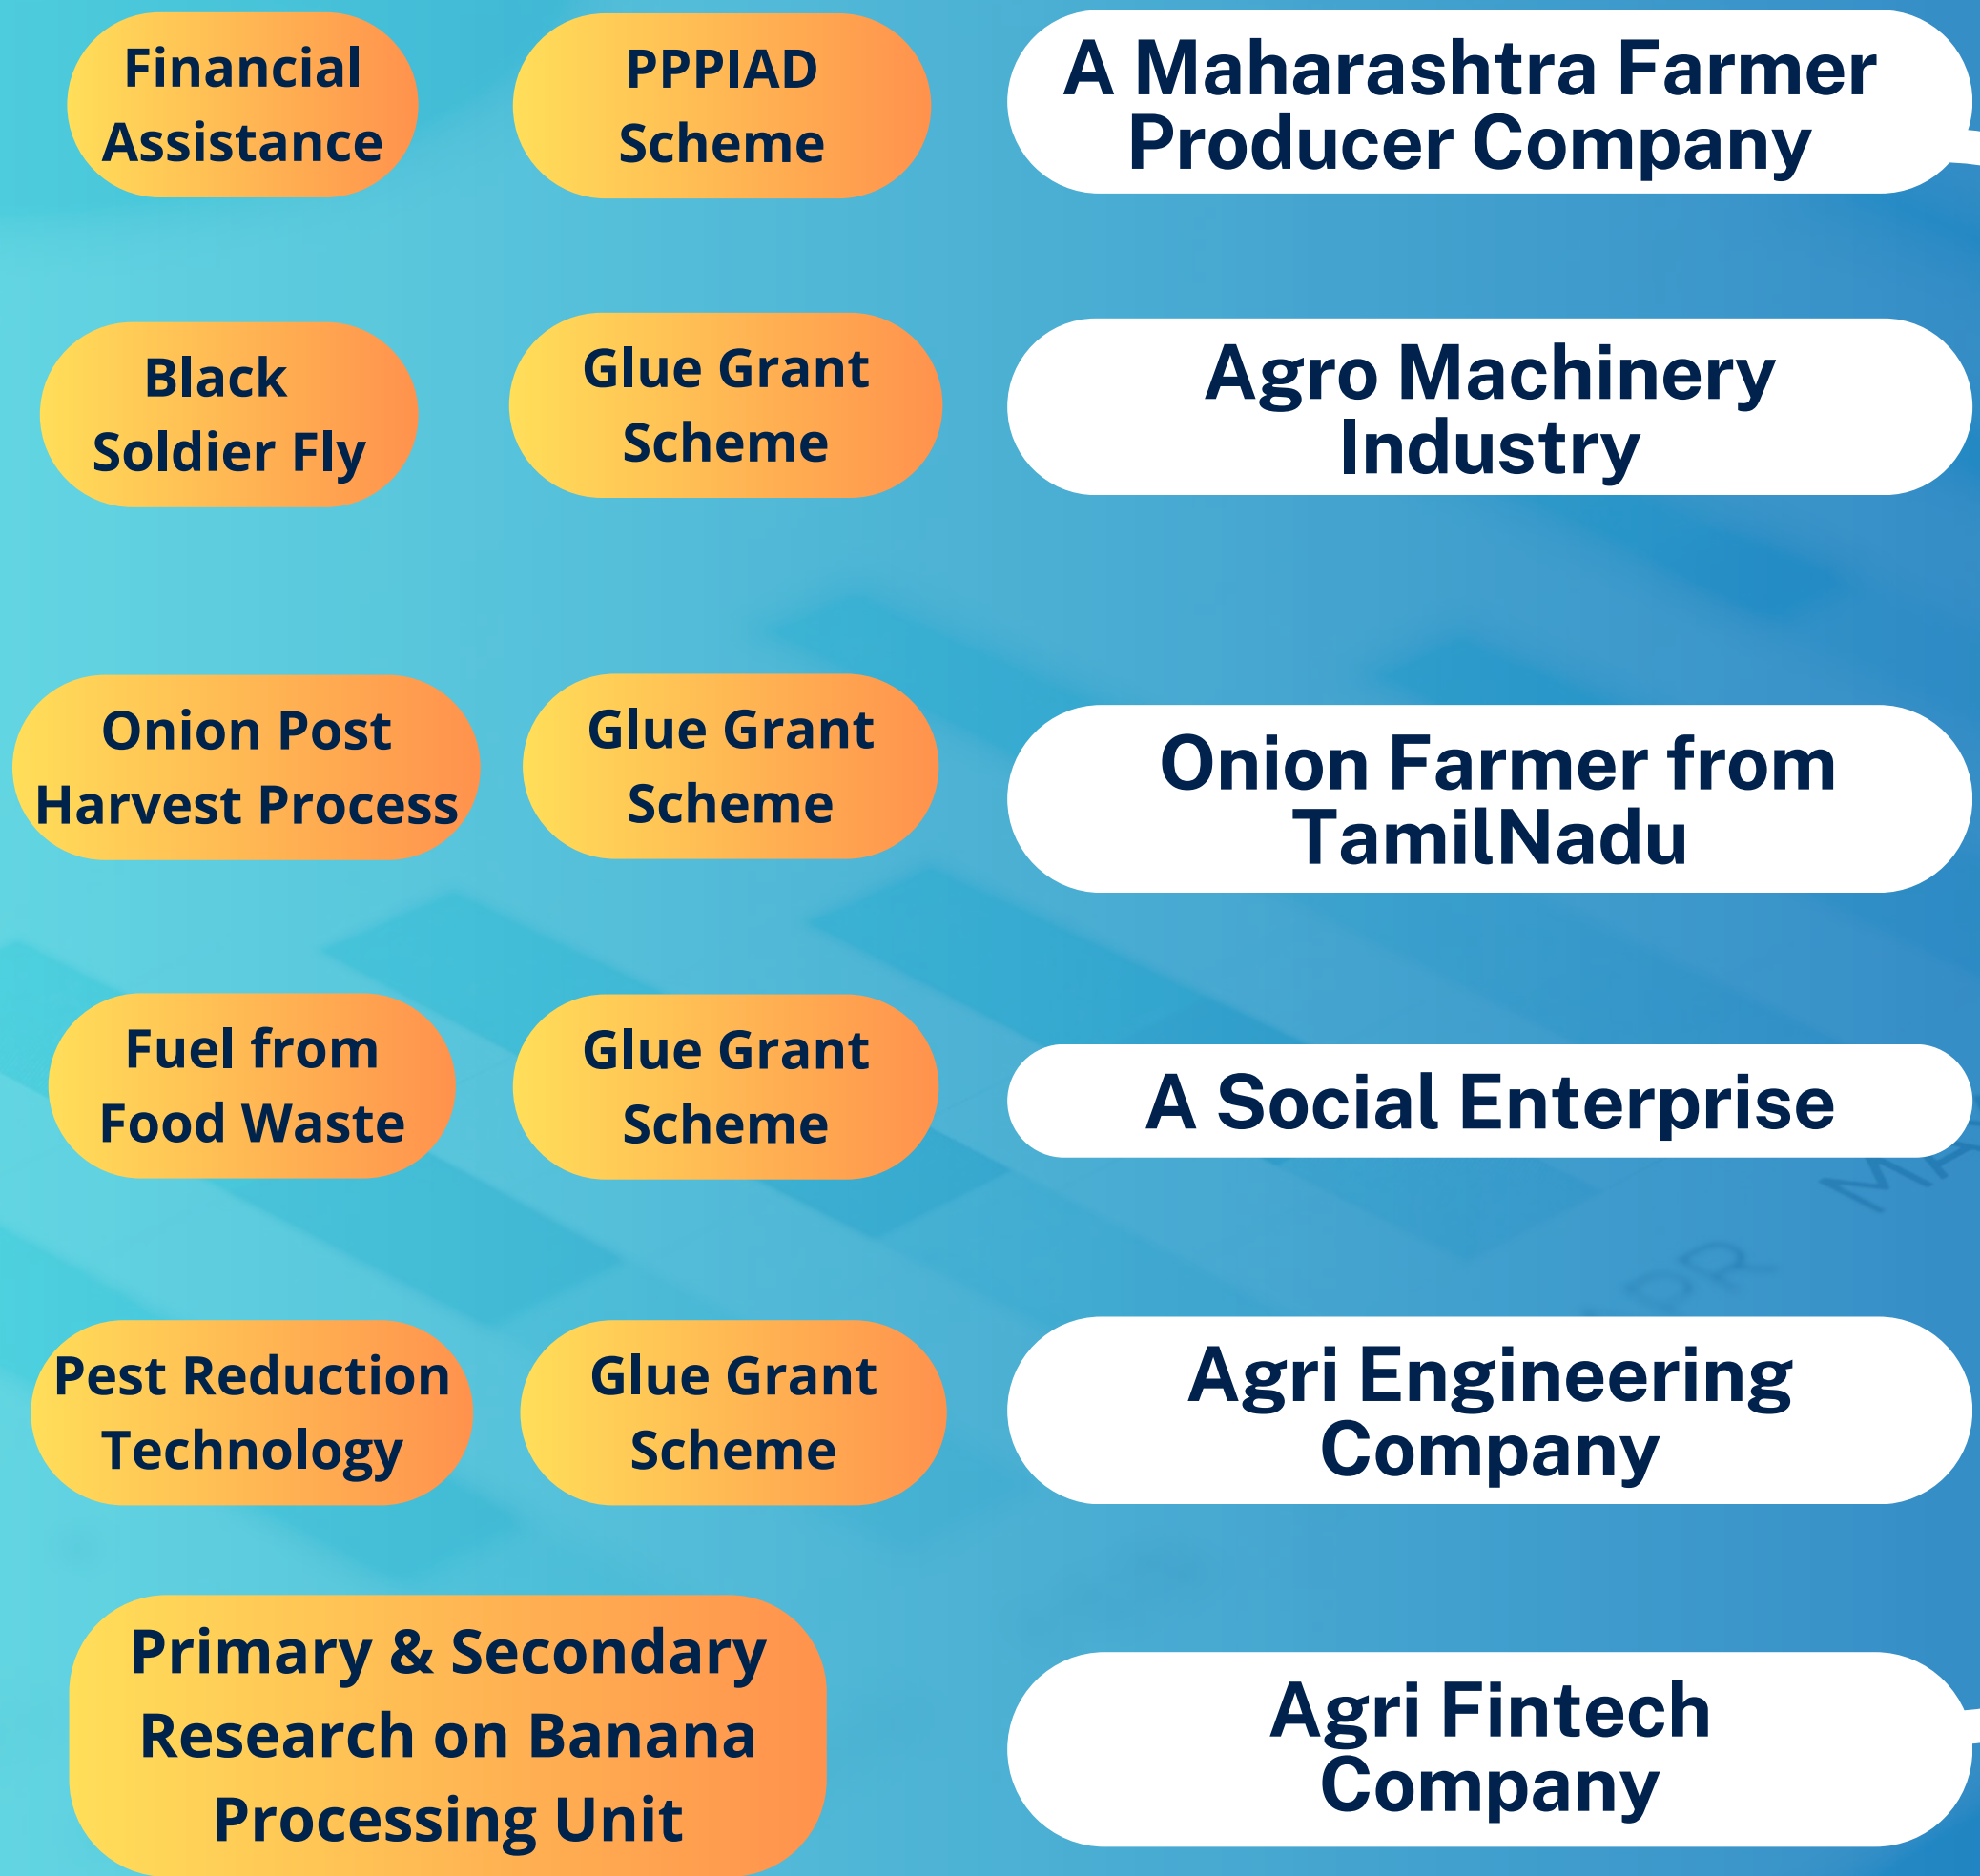 Financial
Assistance
PPPIAD
Scheme
A Maharashtra Farmer
Producer Company
Black
Soldier Fly
Glue Grant
Scheme
Agro Machinery
Industry
Onion Post
Harvest Process
Glue Grant
Scheme
Onion Farmer from
TamilNadu
Fuel from
Food Waste
Glue Grant
Scheme
A Social Enterprise
MA
APR
Pest Reduction
Technology
Glue Grant
Scheme
Agri Engineering
Company
Primary & Secondary
Research on Banana
Processing Unit
Agri Fintech
Company